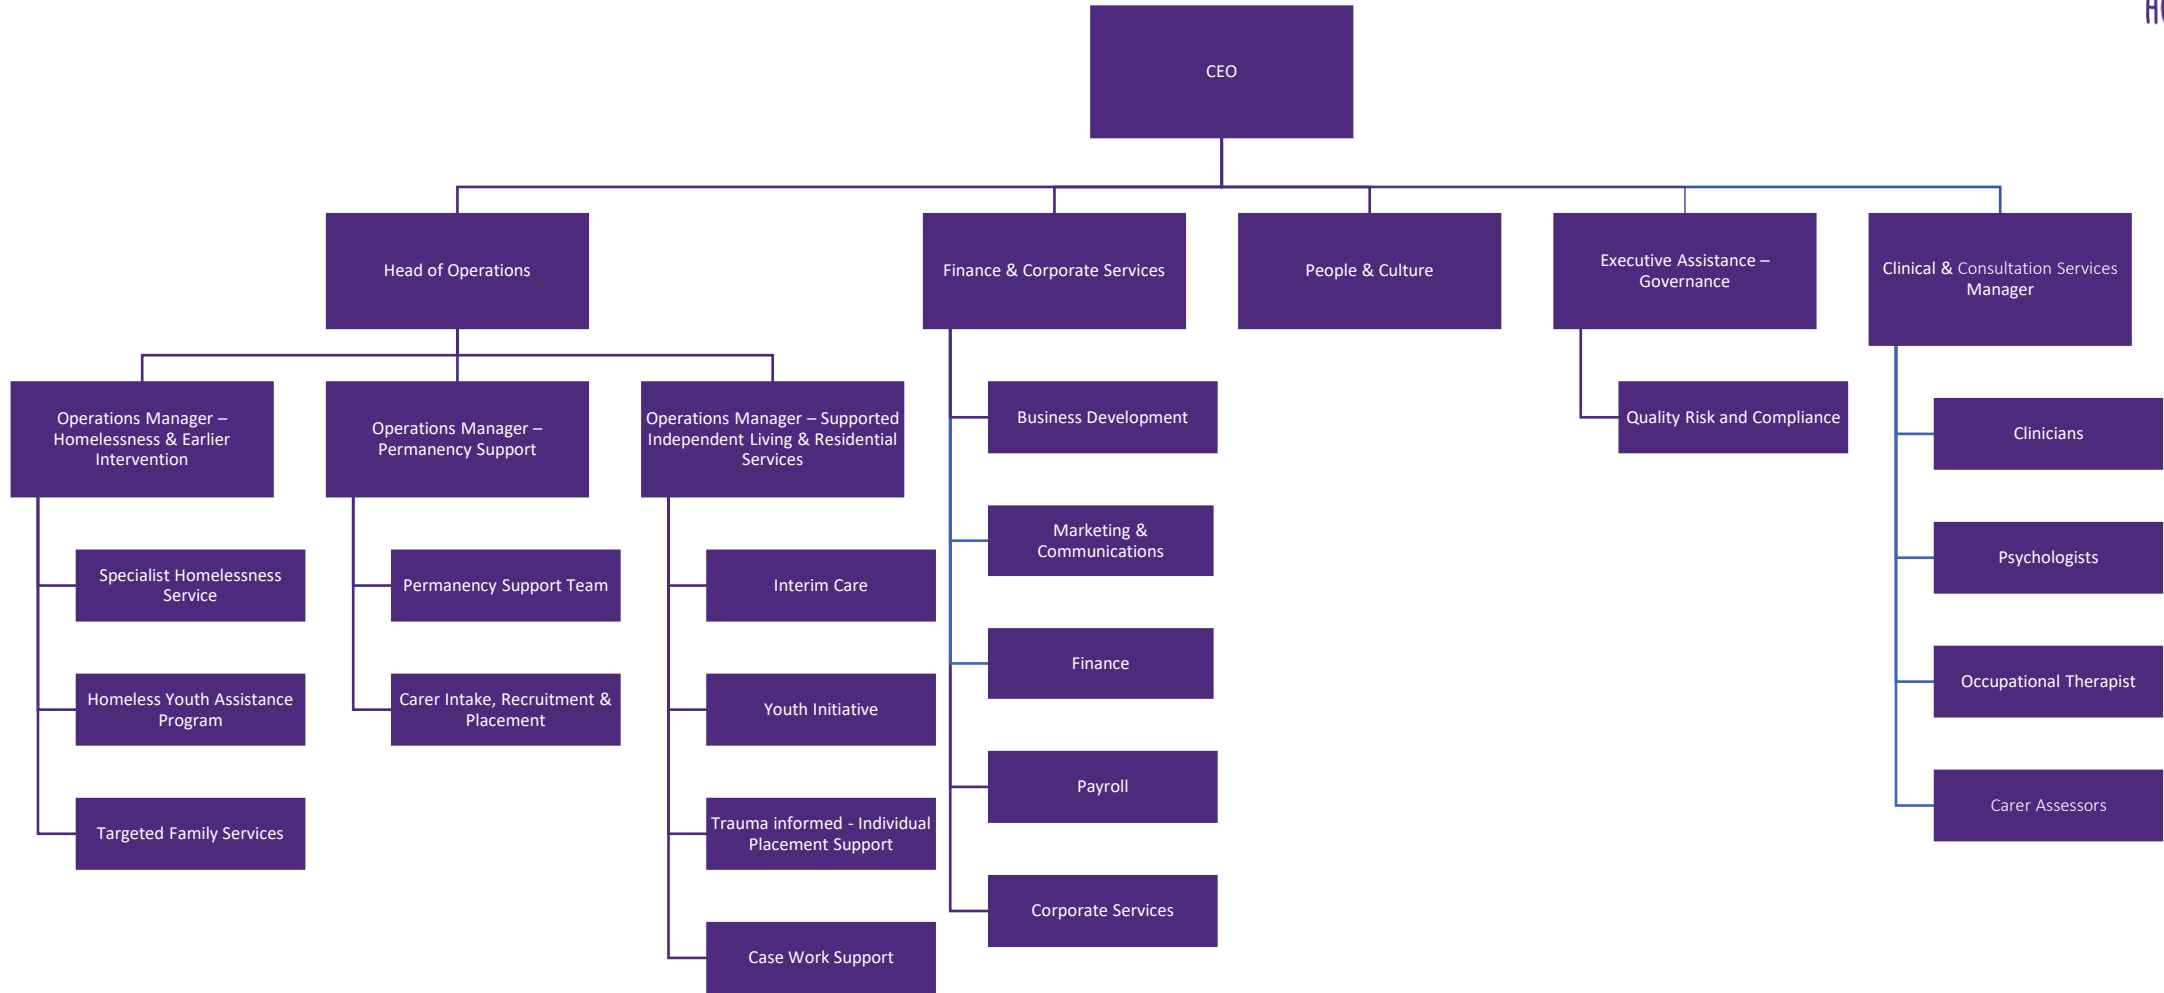 CEO
Head of Operations
Finance & Corporate Services
People & Culture
Executive Assistance –
Governance
Clinical & Consultation Services
Manager
Operations Manager –
Homelessness & Earlier
Intervention
Operations Manager –
Permanency Support
Operations Manager – Supported
Independent Living & Residential
Services
Specialist Homelessness
Service
Homeless Youth Assistance
Program
Targeted Family Services
Permanency Support Team
Carer Intake, Recruitment &
Placement
Interim Care
Youth Initiative
Trauma informed - Individual
Placement Support
Case Work Support
Business Development
Marketing &
Communications
Finance
Payroll
Corporate Services
Quality Risk and Compliance
Clinicians
Psychologists
Occupational Therapist
Carer Assessors